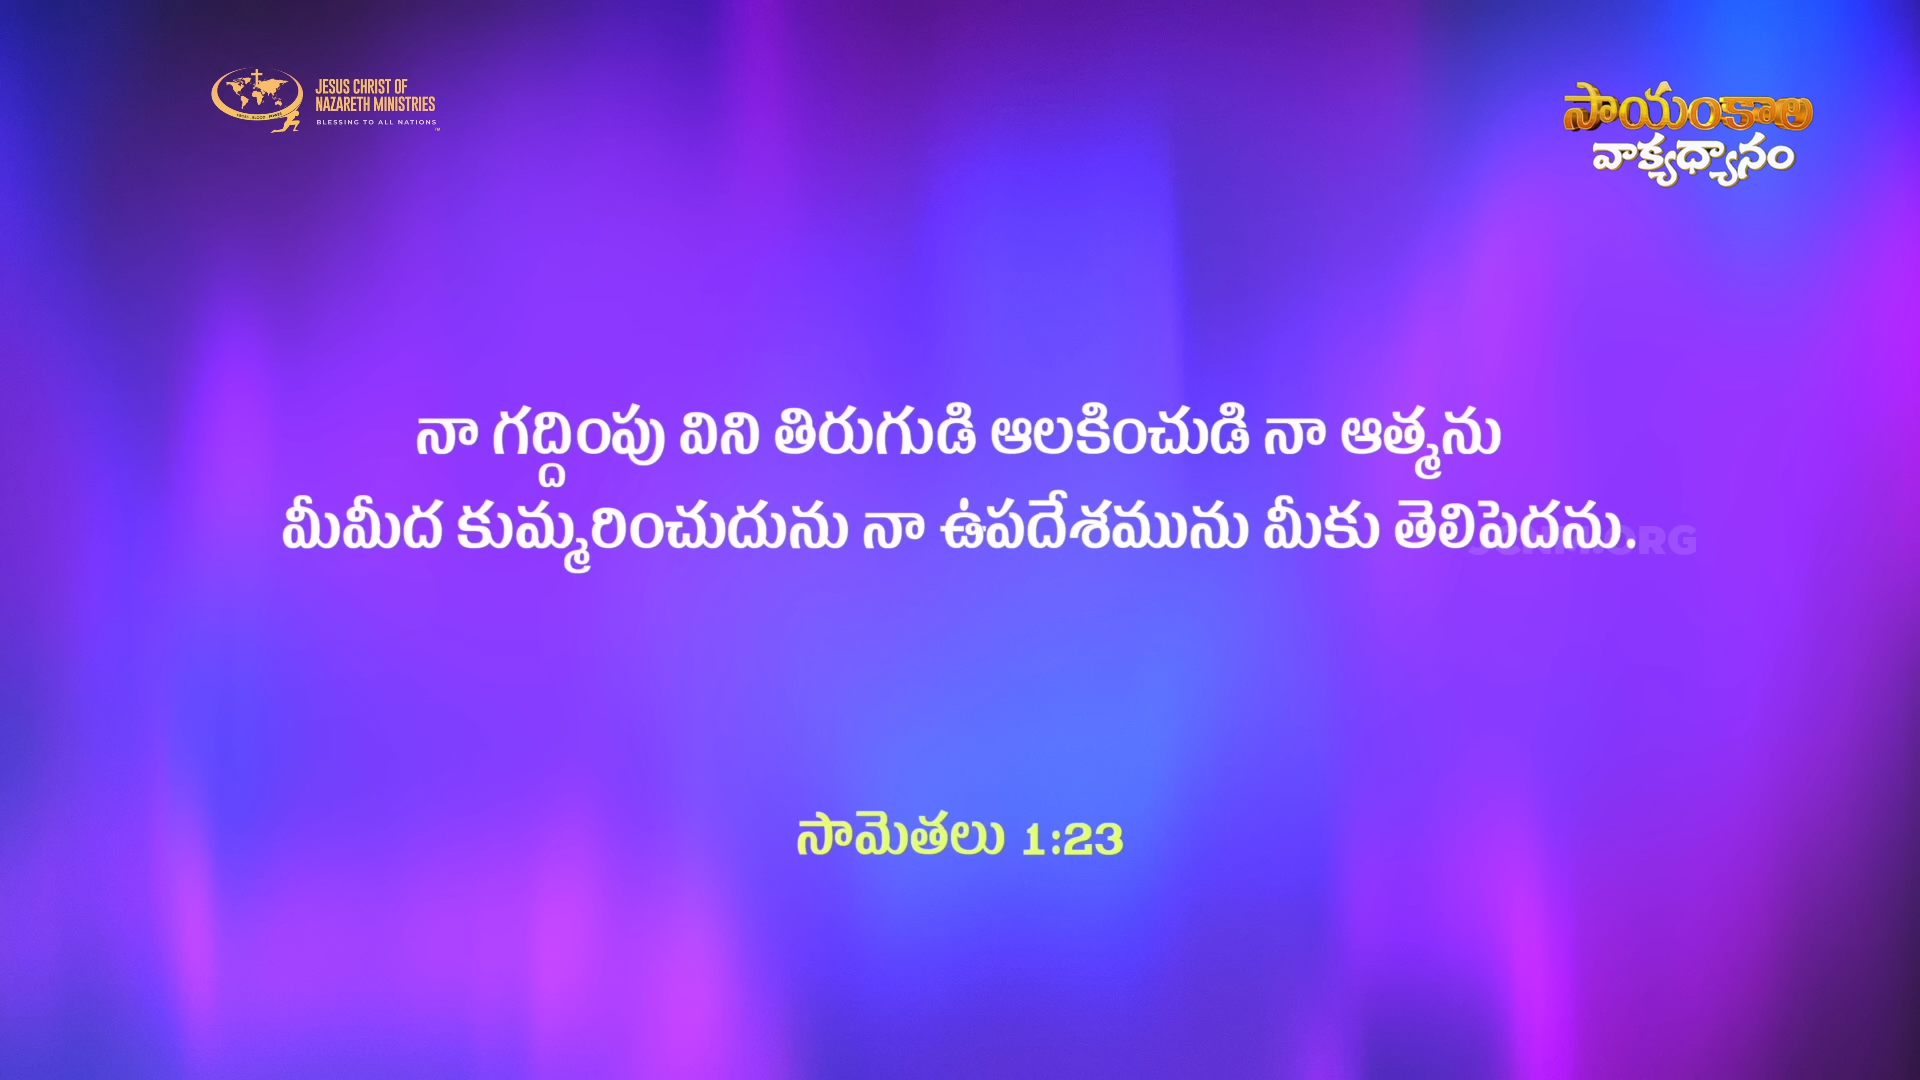 JESUS CHRIST OF
NAZARETH MINISTRIES
BLESSING TO ALL NATIONS
సాయంకాల
వాక్యధ్యానం
నా గద్దింపు విని తిరుగుడి ఆలకించుడి నా ఆత్మను
మీమీద కుమ్మరించుదును నా ఉపదేశమును మీకు తెలిపెదను.
సామెతలు 1:23